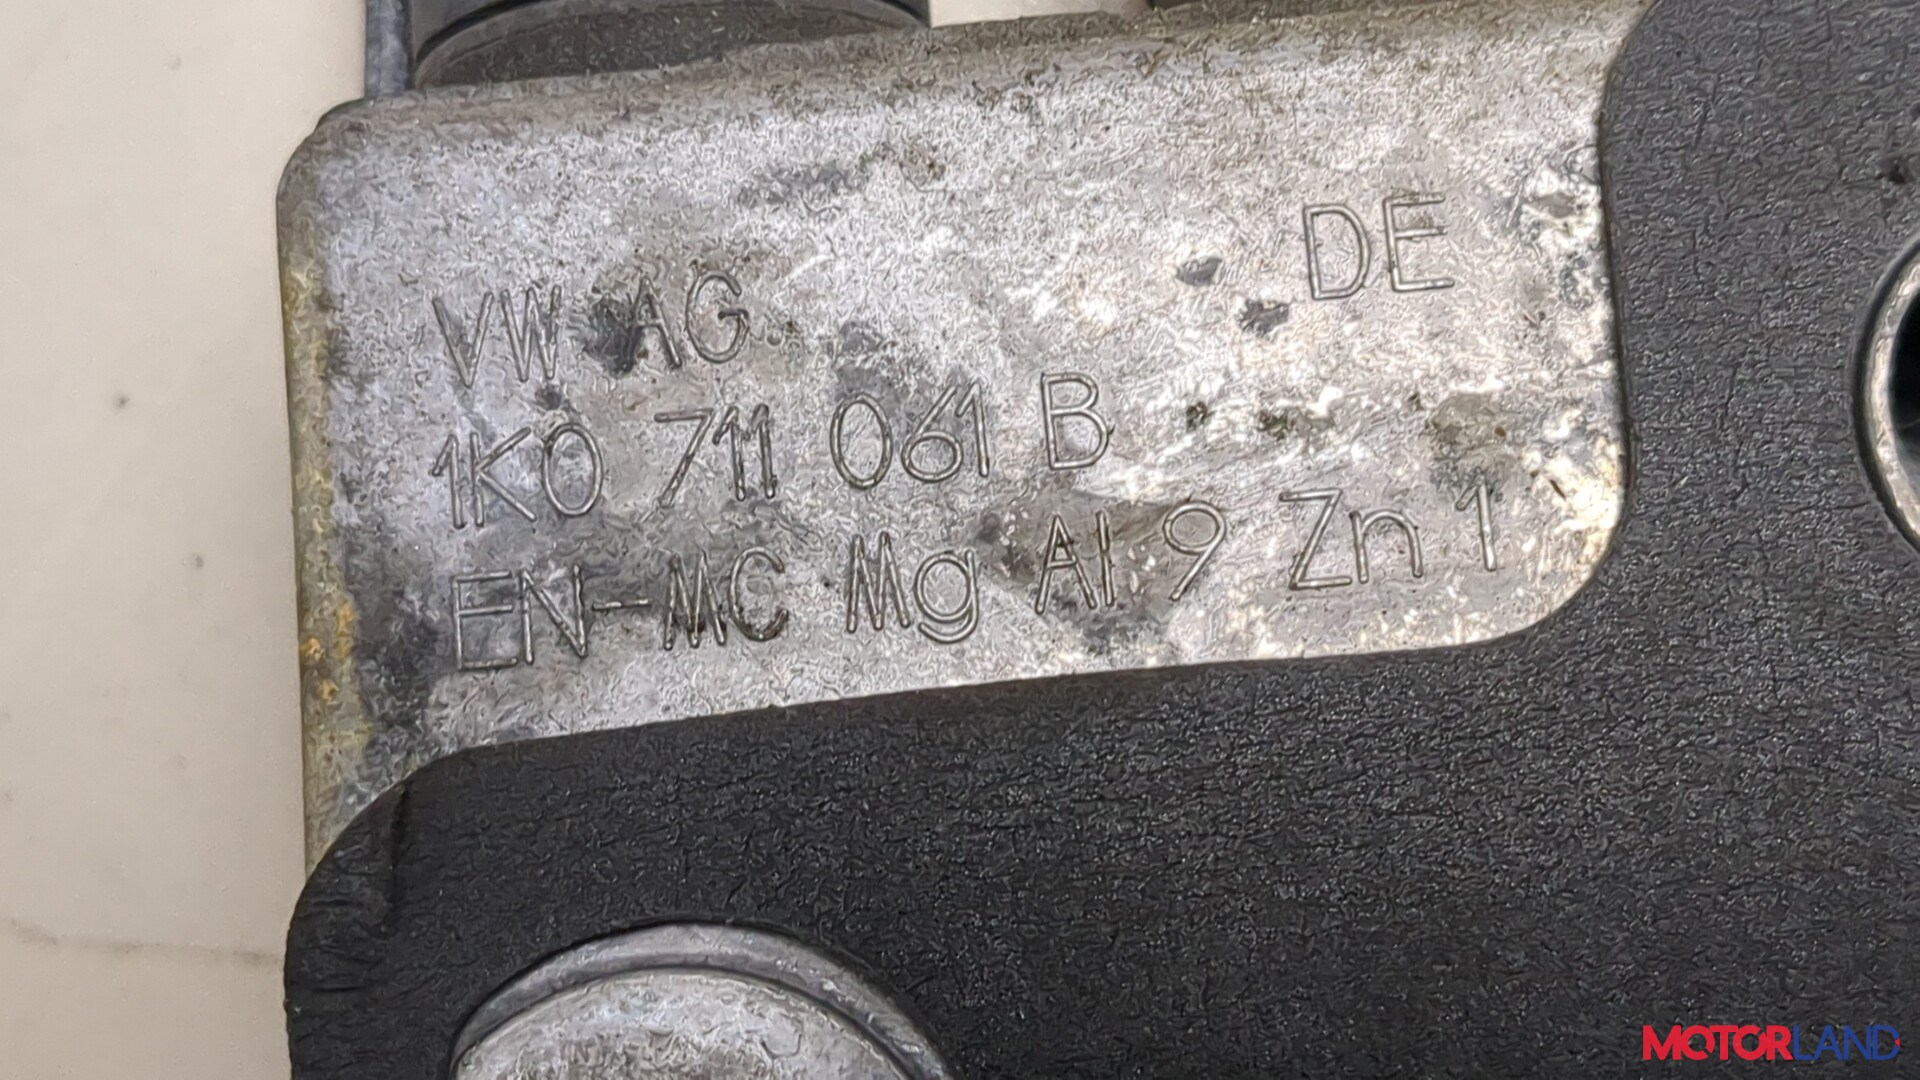 DE
VW AG
1K0 711 061 B
EN-MC Mg Al 9 Zn 1
MOTORLAND